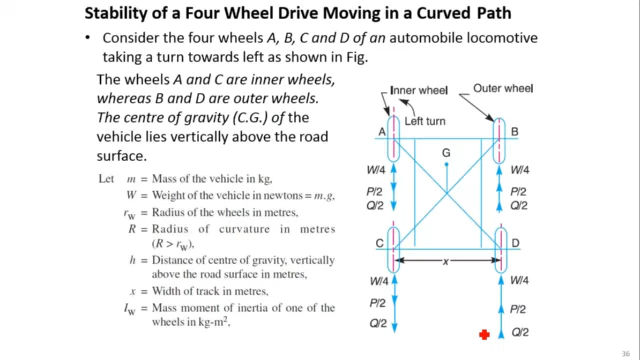 Stability of a Four Wheel Drive Moving in a Curved Path
• Consider the four wheels A, B, C and D of an automobile locomotive
taking a turn towards left as shown in Fig.
The wheels A and C are inner wheels,
whereas B and D are outer wheels.
The centre of gravity (C.G.) of the
vehicle lies vertically above the road
surface.
Let m = Mass of the vehicle in kg,
W = Weight of the vehicle in newtons = m.g,
rW = Radius of the wheels in metres,
R = Radius of curvature in metres
(R > rW),
h = Distance of centre of gravity, vertically
above the road surface in metres,
x = Width of track in metres,
IW = Mass moment of inertia of one of the
wheels in kg-m²,
Inner wheel Outer wheel
Left turn
A B
G
W/4 W/4
P/2 P/2
Q/2 Q/2
C D
x
W/4 W/4
P/2 P/2
Q/2 Q/2
36